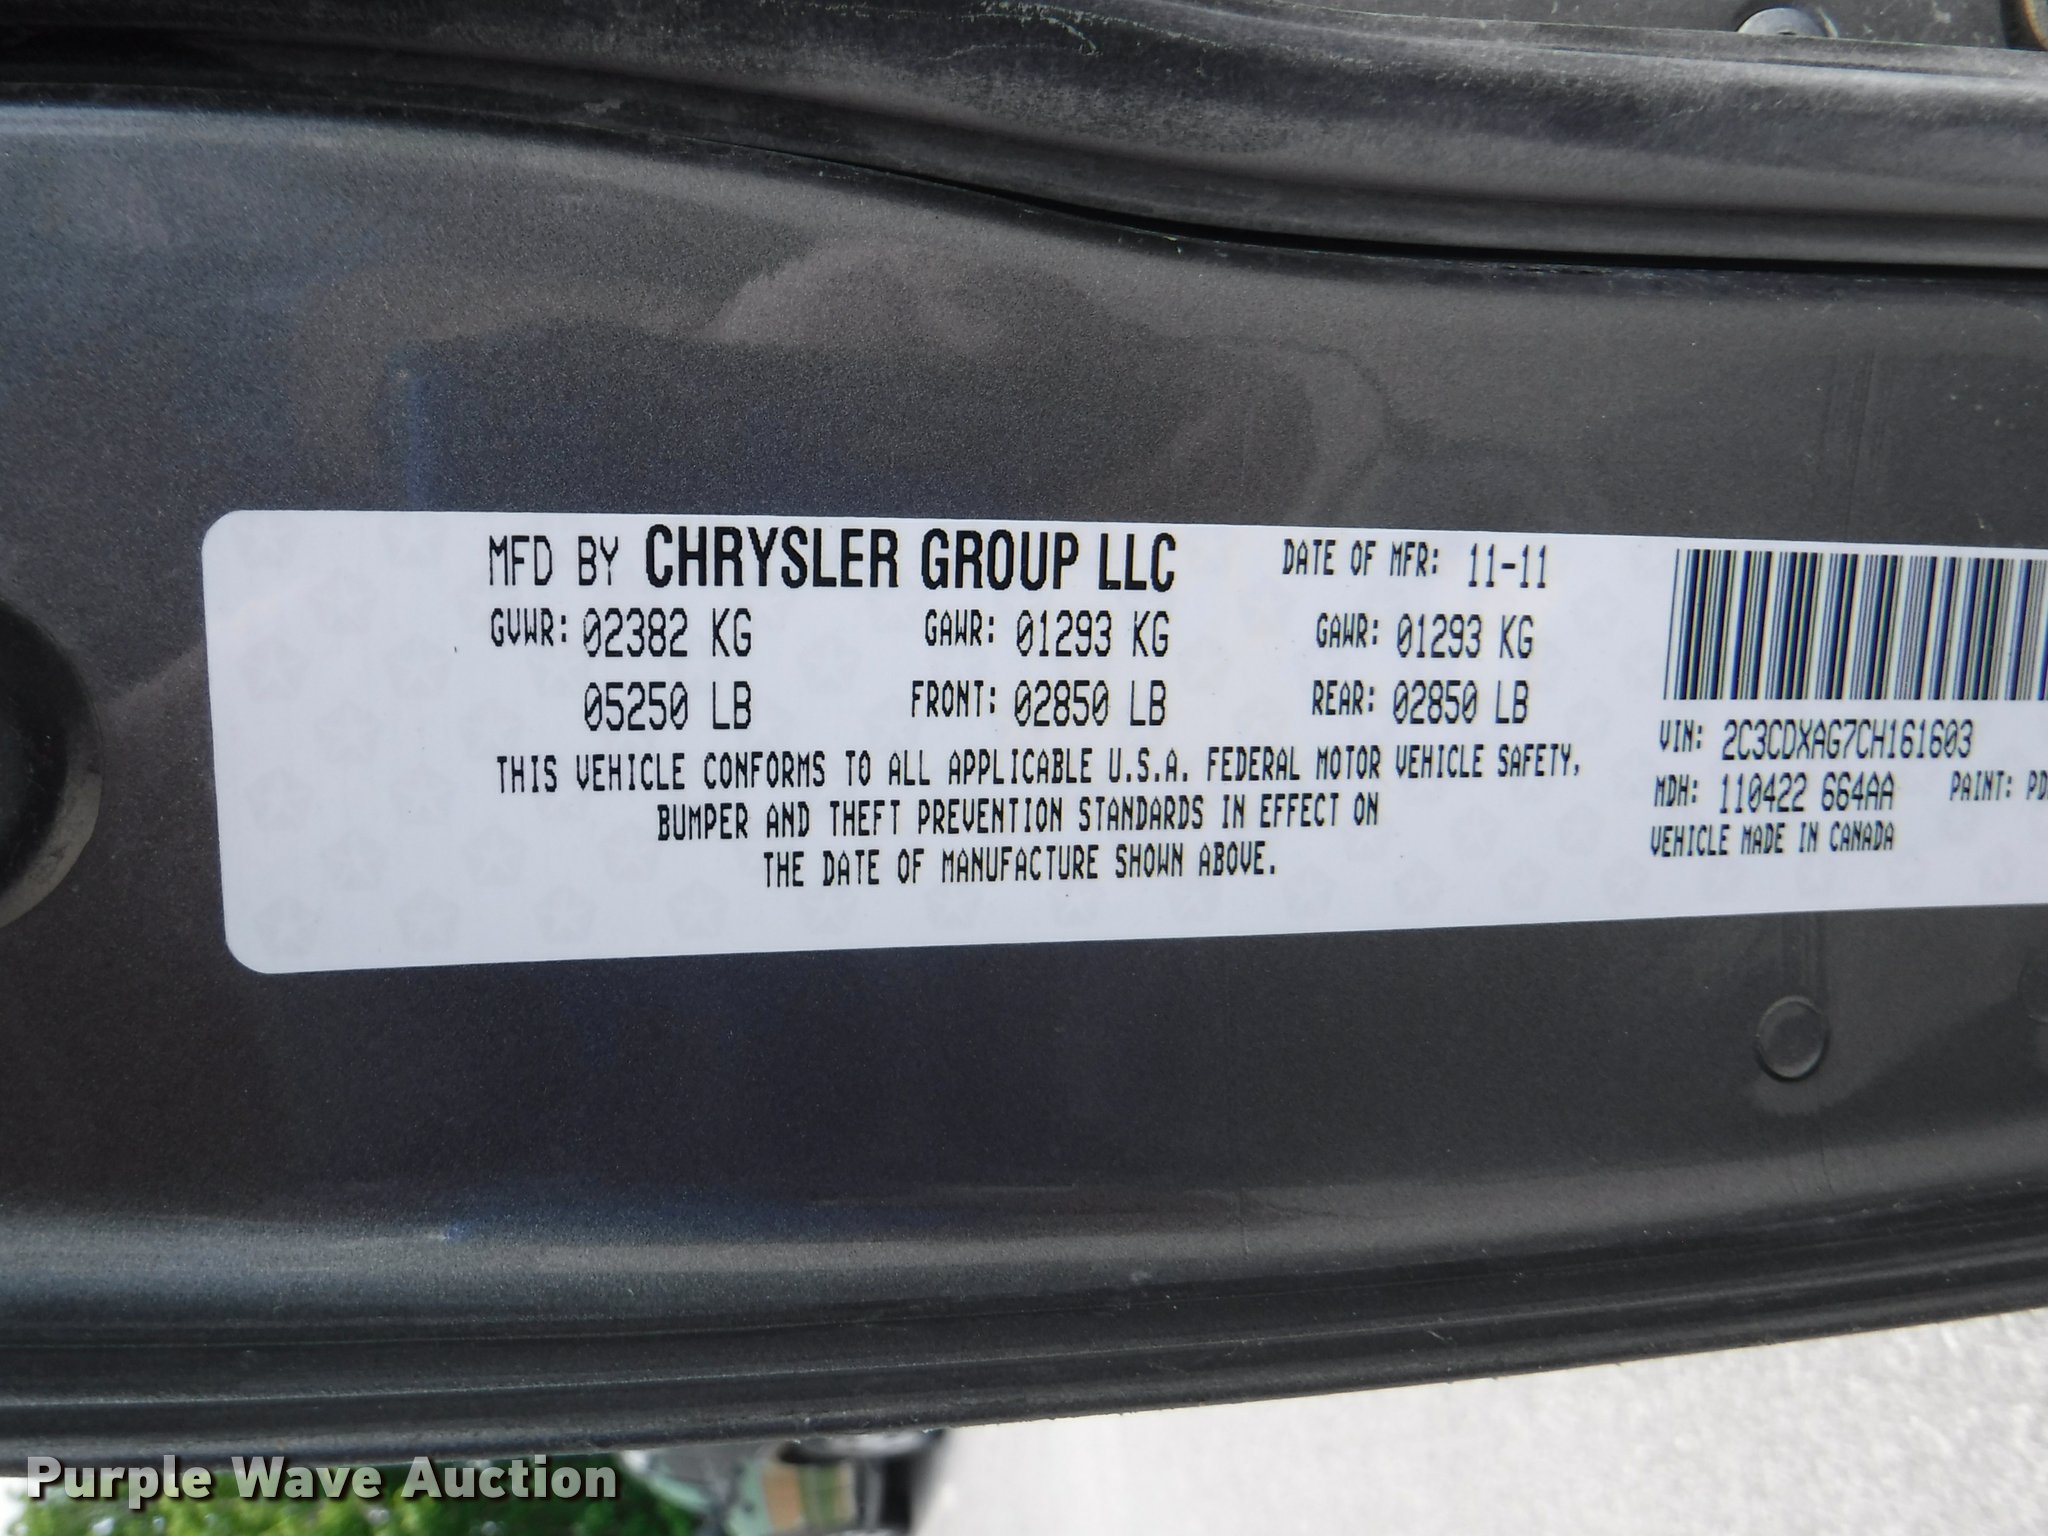 MFD BY CHRYSLER GROUP LLC DATE OF MFR: 11-11
GVWR: 02382 KG GAWR: 01293 KG GAWR: 01293 KG
05250 LB FRONT: 02850 LB REAR: 02850 LB
THIS VEHICLE CONFORMS TO ALL APPLICABLE U.S.A. FEDERAL MOTOR VEHICLE SAFETY,
BUMPER AND THEFT PREVENTION STANDARDS IN EFFECT ON
THE DATE OF MANUFACTURE SHOWN ABOVE.
VIN: 2C3CDXAG7CH161603
MDH: 110422 664AA PAINT: PD
VEHICLE MADE IN CANADA
Purple Wave Auction